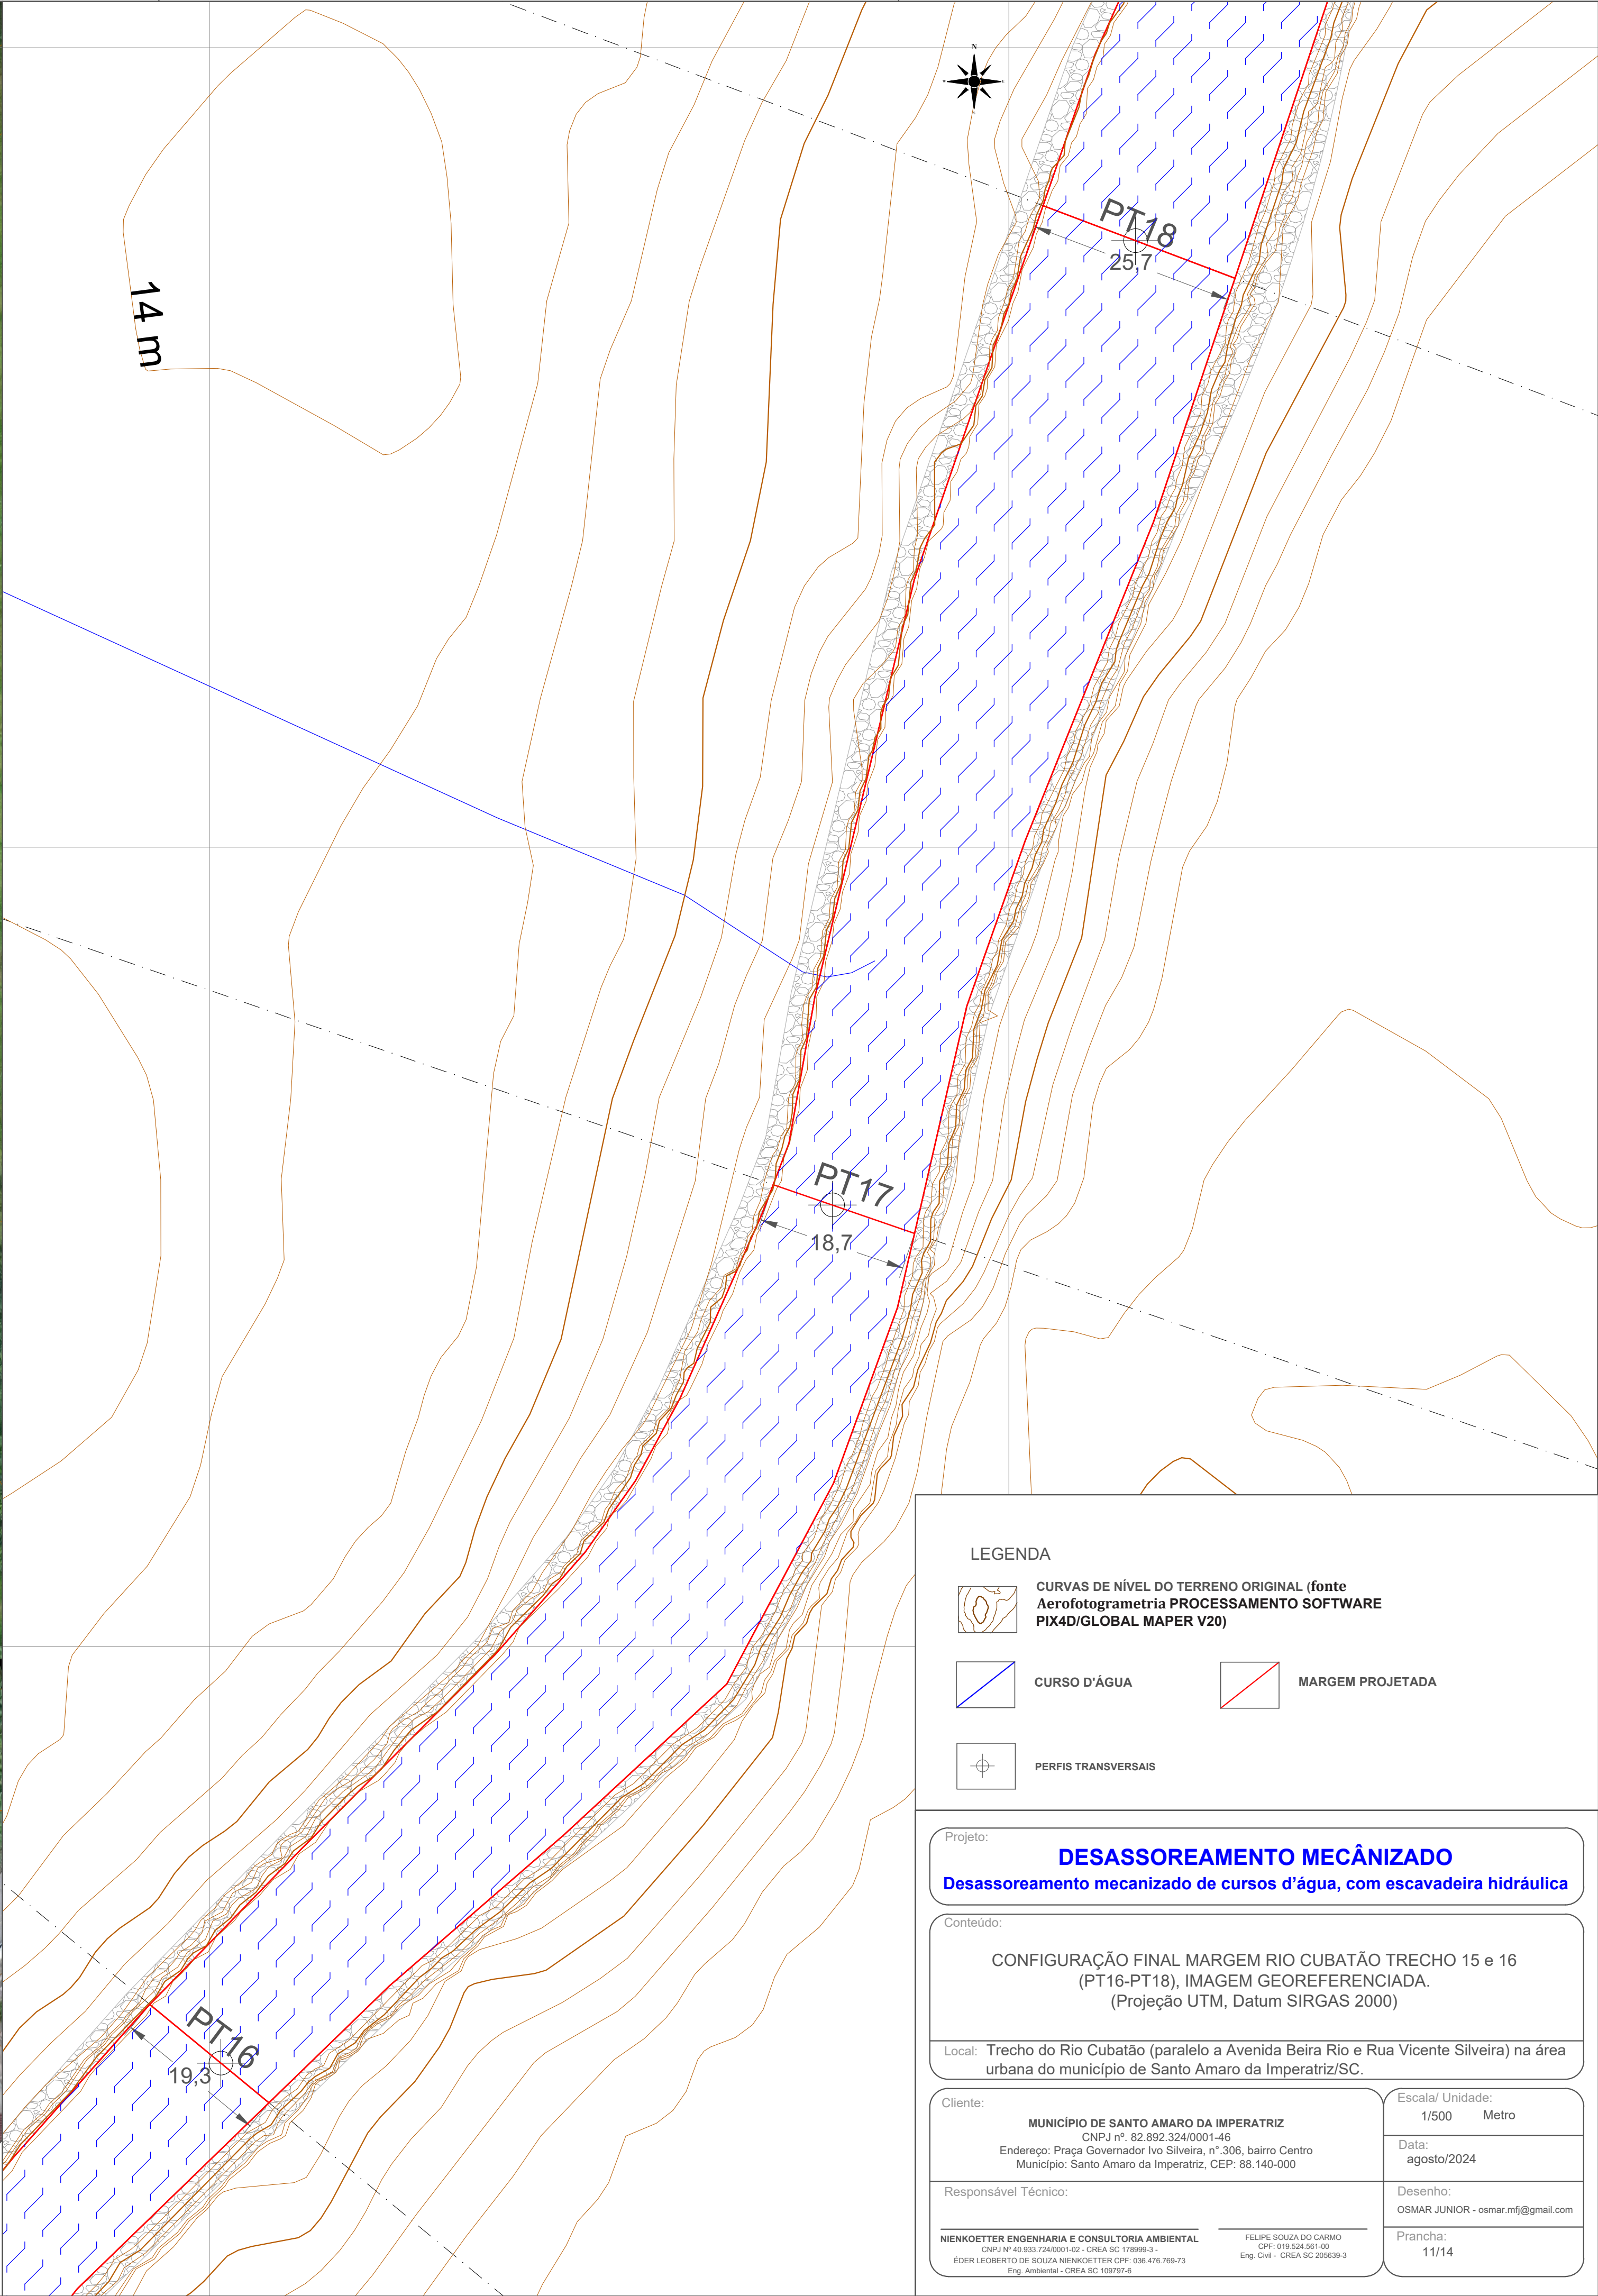 N
14 m
PT18
25,7
PT17
18,7
PT16
19,3
LEGENDA
CURVAS DE NÍVEL DO TERRENO ORIGINAL (fonte
Aerofotogrametria PROCESSAMENTO SOFTWARE
PIX4D/GLOBAL MAPER V20)
CURSO D'ÁGUA
MARGEM PROJETADA
PERFIS TRANSVERSAIS
Projeto:
DESASSOREAMENTO MECÂNIZADO
Desassoreamento mecanizado de cursos d’água, com escavadeira hidráulica
Conteúdo:
CONFIGURAÇÃO FINAL MARGEM RIO CUBATÃO TRECHO 15 e 16
(PT16-PT18), IMAGEM GEOREFERENCIADA.
(Projeção UTM, Datum SIRGAS 2000)
Local: Trecho do Rio Cubatão (paralelo a Avenida Beira Rio e Rua Vicente Silveira) na área
urbana do município de Santo Amaro da Imperatriz/SC.
Cliente:
MUNICÍPIO DE SANTO AMARO DA IMPERATRIZ
CNPJ nº. 82.892.324/0001-46
Endereço: Praça Governador Ivo Silveira, n°.306, bairro Centro
Município: Santo Amaro da Imperatriz, CEP: 88.140-000
Escala/ Unidade:
1/500 Metro
Data:
agosto/2024
Responsável Técnico:
NIENKOETTER ENGENHARIA E CONSULTORIA AMBIENTAL
CNPJ Nº 40.933.724/0001-02 - CREA SC 178999-3 -
ÉDER LEOBERTO DE SOUZA NIENKOETTER CPF: 036.476.769-73
Eng. Ambiental - CREA SC 109797-6
FELIPE SOUZA DO CARMO
CPF: 019.524.561-00
Eng. Civil - CREA SC 205639-3
Desenho:
OSMAR JUNIOR - osmar.mfj@gmail.com
Prancha:
11/14